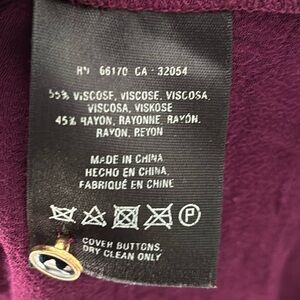 RN 66170 CA - 32054
55% VISCOSE, VISCOSE, VISCOSA,
VISCOSA, VISKOSE
45% RAYON, RAYONNE, RAYÓN,
RAYON, REYON
MADE IN CHINA
HECHO EN CHINA
FABRIQUÉ EN CHINE
P
COVER BUTTONS.
DRY CLEAN ONLY